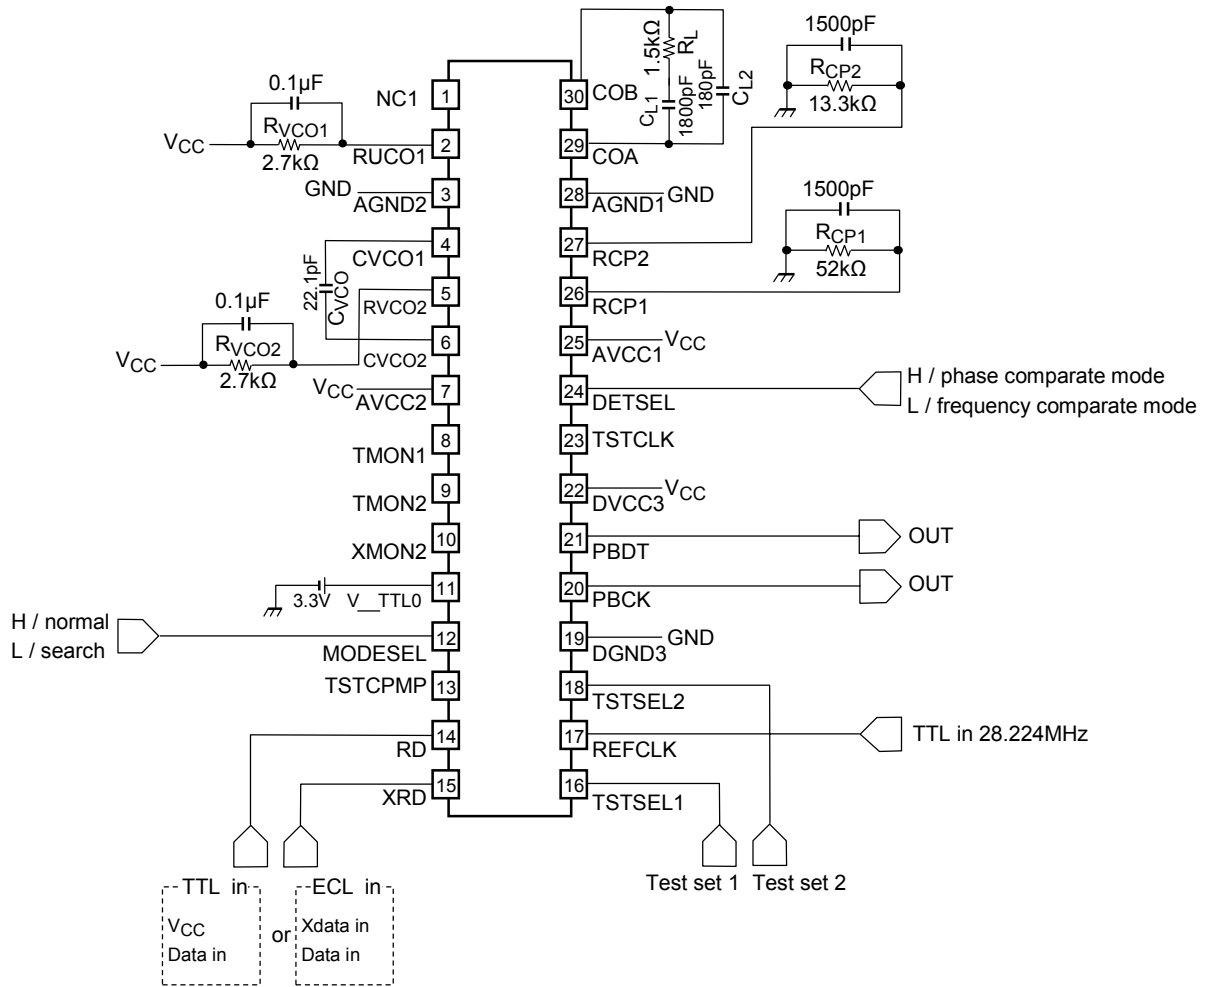 0.1µF
VCC
RVCO1
2.7kΩ
NC1
1
RUCO1
2
GND
AGND2
3
CVCO1
4
22.1pF
CVCO
RVCO2
5
0.1µF
VCC
RVCO2
2.7kΩ
CVCO2
6
VCC
AVCC2
7
TMON1
8
TMON2
9
XMON2
10
3.3V
V__TTL0
11
H / normal
L / search
MODESEL
12
TSTCPMP
13
RD
14
XRD
15
TTL in
VCC
Data in
or
ECL in
Xdata in
Data in
30
COB
1.5kΩ
RL
CL1
1800pF
180pF
CL2
29
COA
28
AGND1
GND
27
RCP2
1500pF
RCP2
13.3kΩ
26
RCP1
1500pF
RCP1
52kΩ
25
AVCC1
VCC
24
DETSEL
H / phase comparate mode
L / frequency comparate mode
23
TSTCLK
22
DVCC3
VCC
21
PBDT
OUT
20
PBCK
OUT
19
DGND3
GND
18
TSTSEL2
17
REFCLK
TTL in 28.224MHz
16
TSTSEL1
Test set 1
Test set 2